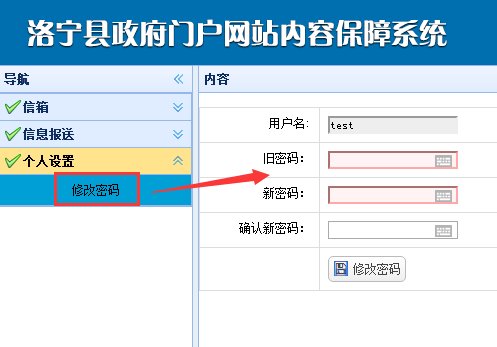 洛宁县政府门户网站内容保障系统
导航
内容
信箱
信息报送
个人设置
修改密码
用户名:
test
旧密码：
新密码：
确认新密码：
修改密码